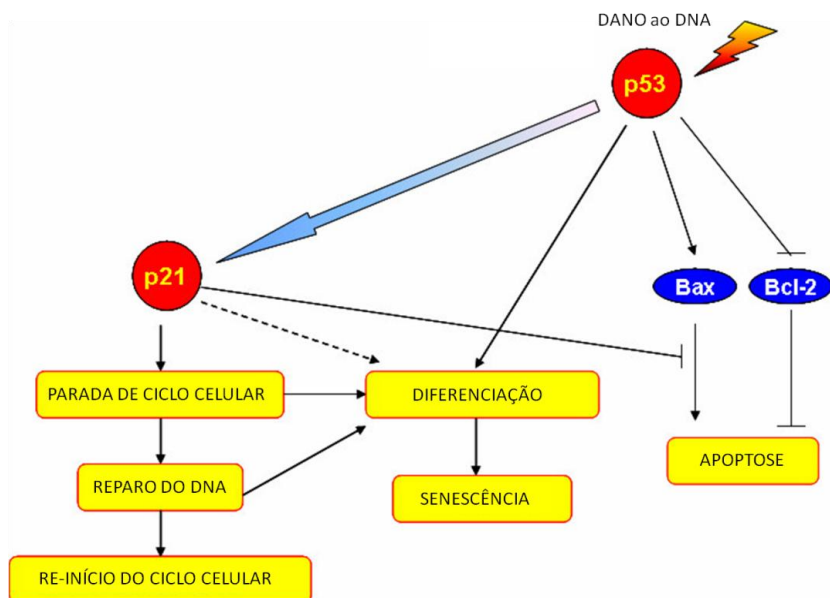 DANO ao DNA
p53
p21
Bax
Bcl-2
PARADA DE CICLO CELULAR
DIFERENCIAÇÃO
APOPTOSE
REPARO DO DNA
SENESCÊNCIA
RE-INÍCIO DO CICLO CELULAR